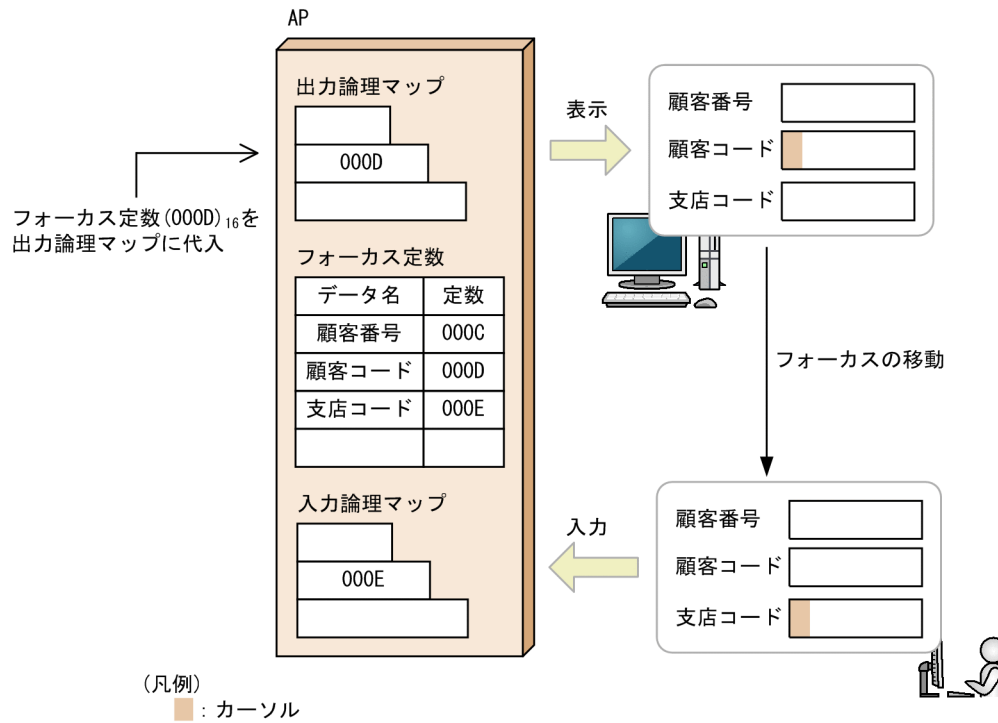 AP
出力論理マップ
000D
フォーカス定数(000D)₁₆を
出力論理マップに代入
表示
顧客番号
顧客コード
支店コード
フォーカス定数
データ名 定数
顧客番号 000C
顧客コード 000D
支店コード 000E
フォーカスの移動
入力論理マップ
000E
入力
顧客番号
顧客コード
支店コード
(凡例)
：カーソル